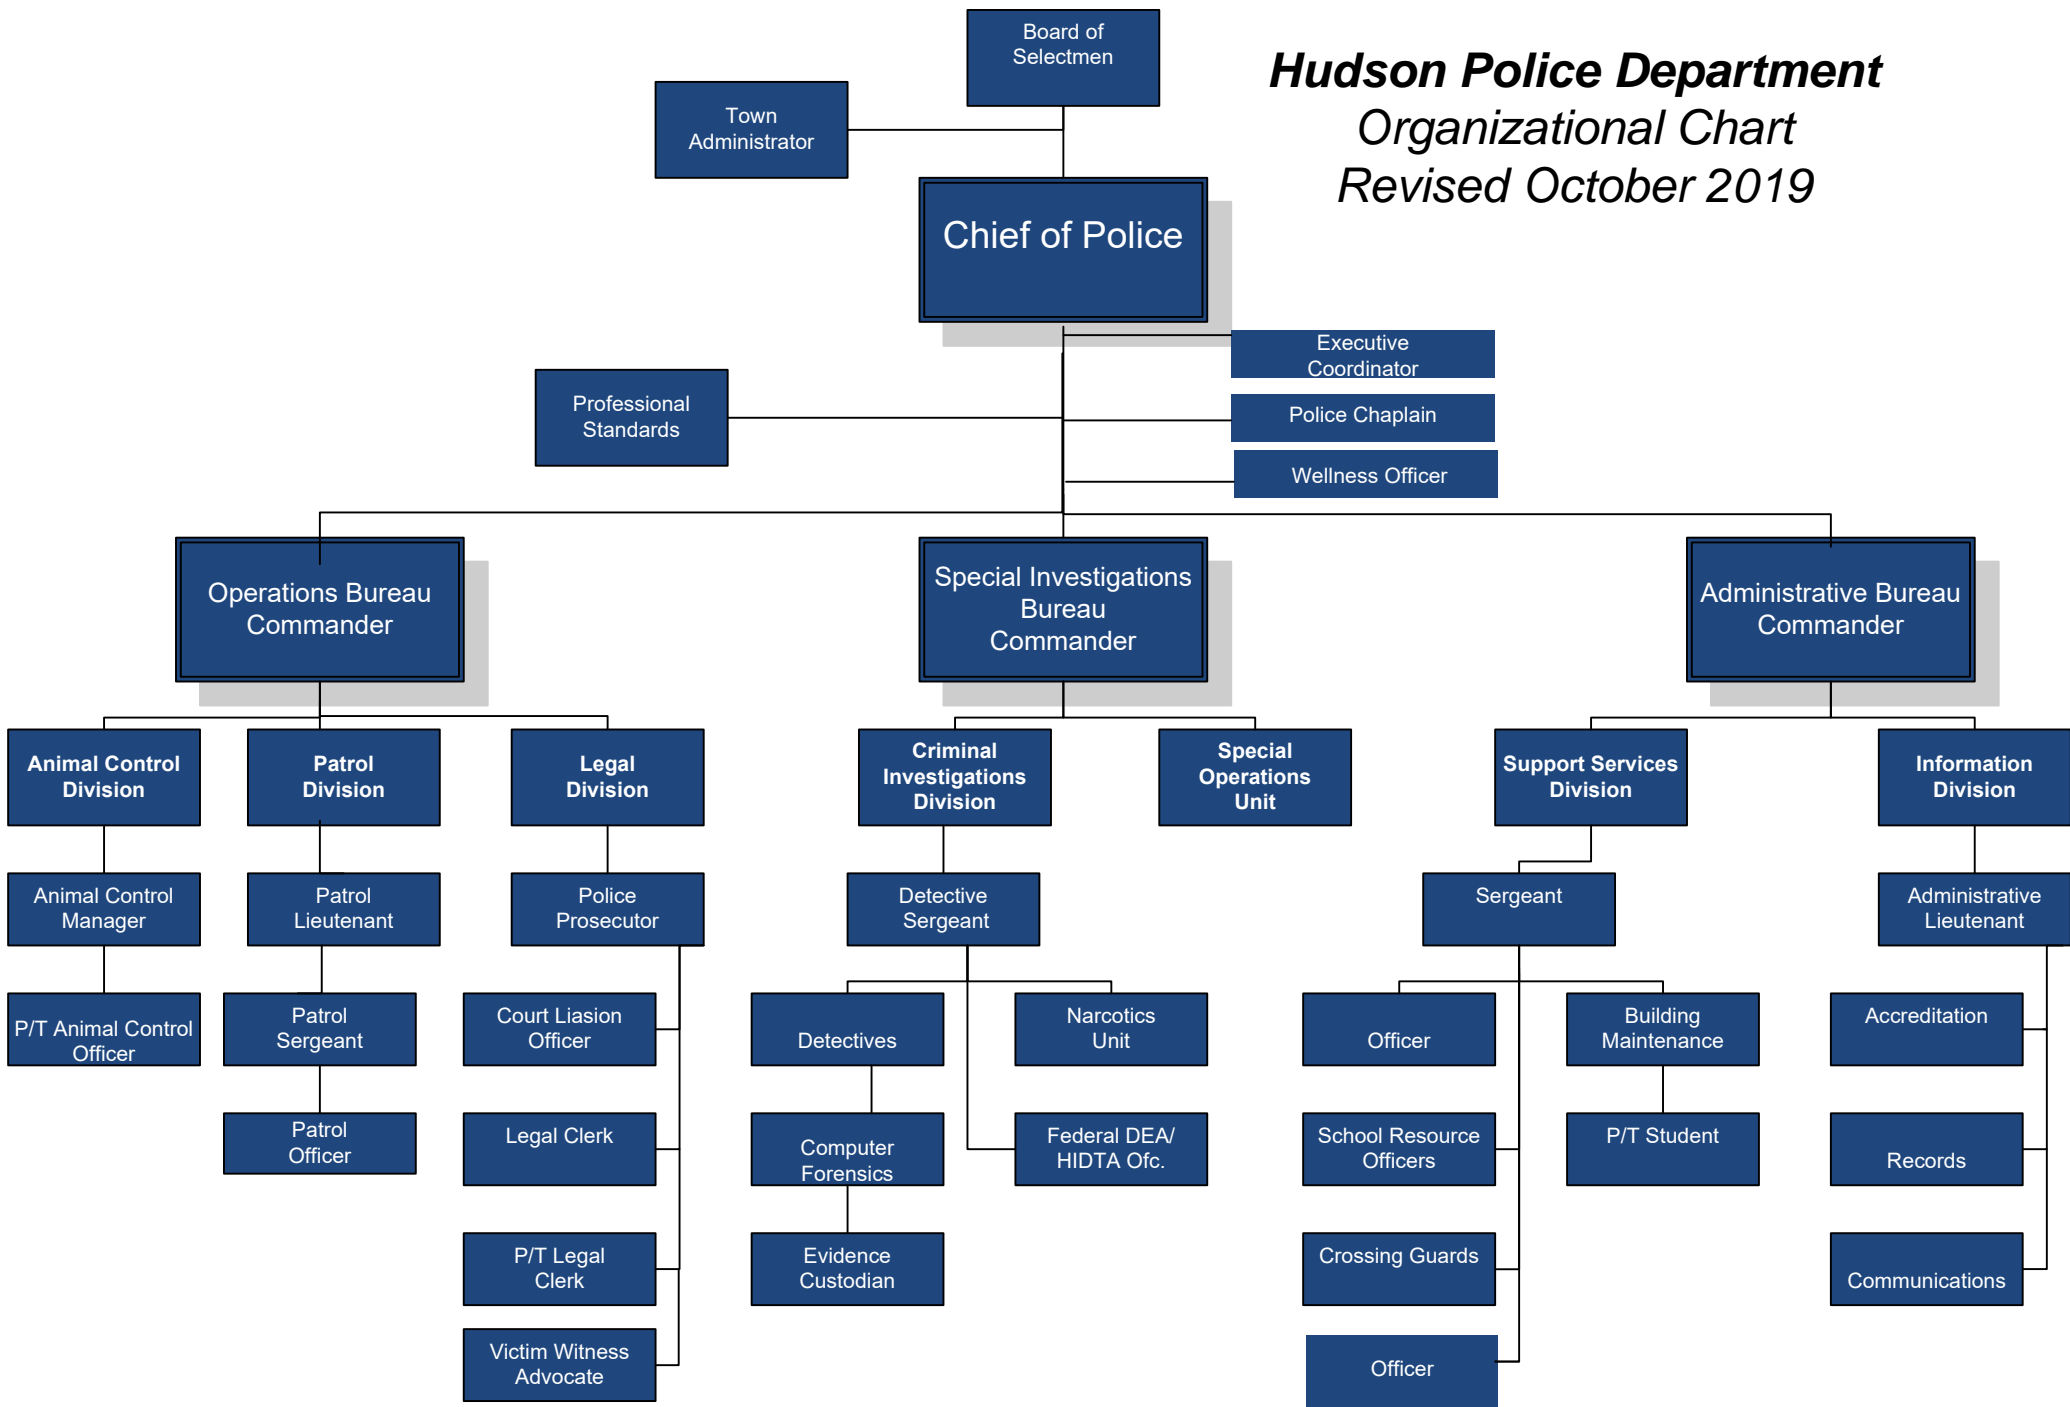 Board of
Selectmen
Hudson Police Department
Organizational Chart
Revised October 2019
Town
Administrator
Chief of Police
Executive
Coordinator
Professional
Standards
Police Chaplain
Wellness Officer
Operations Bureau
Commander
Special Investigations
Bureau
Commander
Administrative Bureau
Commander
Animal Control
Division
Patrol
Division
Legal
Division
Criminal
Investigations
Division
Special
Operations
Unit
Support Services
Division
Information
Division
Animal Control
Manager
Patrol
Lieutenant
Police
Prosecutor
Detective
Sergeant
Sergeant
Administrative
Lieutenant
P/T Animal Control
Officer
Patrol
Sergeant
Court Liasion
Officer
Detectives
Narcotics
Unit
Officer
Building
Maintenance
Accreditation
Patrol
Officer
Legal Clerk
Computer
Forensics
Federal DEA/
HIDTA Ofc.
School Resource
Officers
P/T Student
Records
P/T Legal
Clerk
Evidence
Custodian
Crossing Guards
Communications
Victim Witness
Advocate
Officer